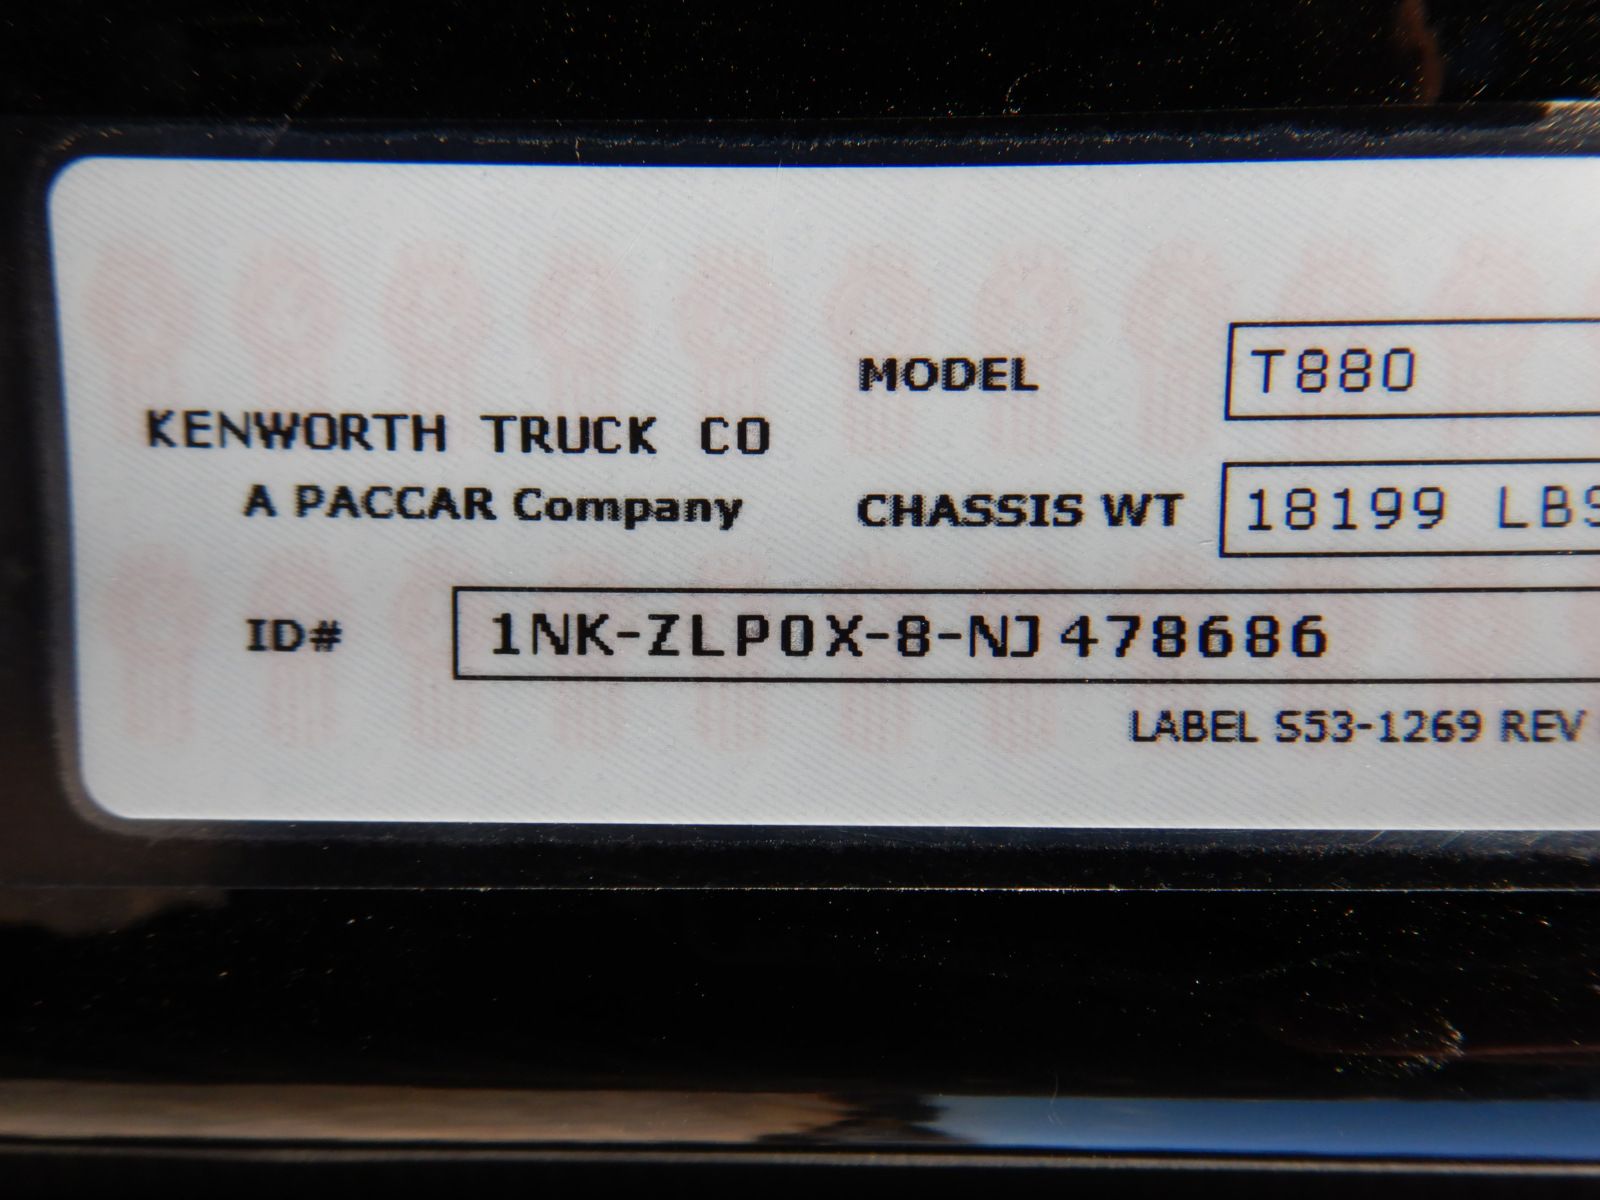 MODEL T880
KENWORTH TRUCK CO
A PACCAR Company
CHASSIS WT 18199 LBS
ID# 1NK-ZLP0X-8-NJ478686
LABEL S53-1269 REV